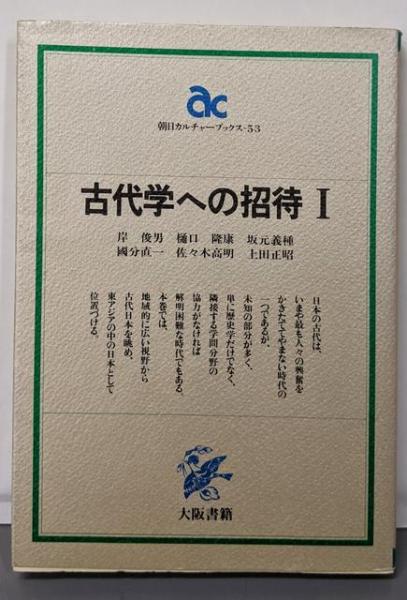 ac
朝日カルチャーブックス-53
古代学への招待 I
岸 俊男 樋口 隆康 坂元義種
國分直一 佐々木高明 上田正昭
日本の古代は、
いまや最も人々の興奮を
かきたててやまない時代の
一つであるが、
未知の部分が多く、
単に歴史学だけでなく、
隣接する学問分野の
協力がなければ
解明困難な時代でもある。
本巻では、
地域的に広い視野から
古代日本を眺め、
東アジアの中の日本として
位置づける。
大阪書籍